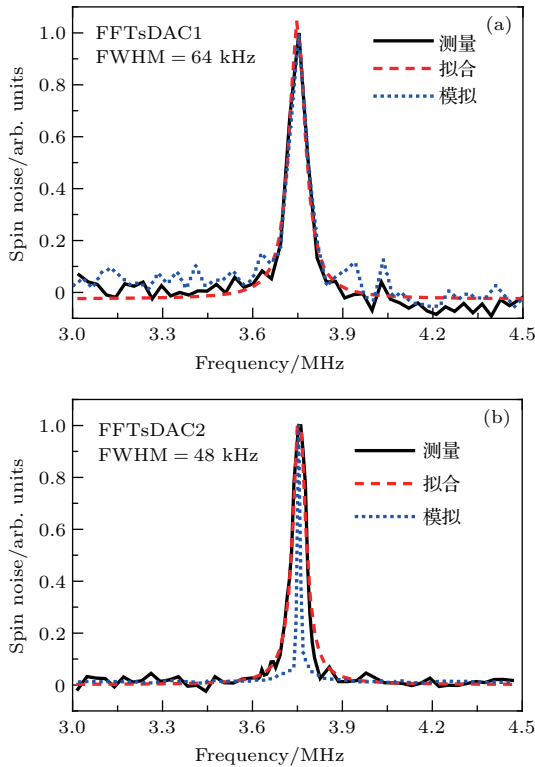 FFTsDAC1
FWHM = 64 kHz
(a)
测量
拟合
模拟
Spin noise/arb. units
1.0
0.8
0.6
0.4
0.2
0
3.0 3.3 3.6 3.9 4.2 4.5
Frequency/MHz
FFTsDAC2
FWHM = 48 kHz
(b)
测量
拟合
模拟
Spin noise/arb. units
1.0
0.8
0.6
0.4
0.2
0
3.0 3.3 3.6 3.9 4.2 4.5
Frequency/MHz